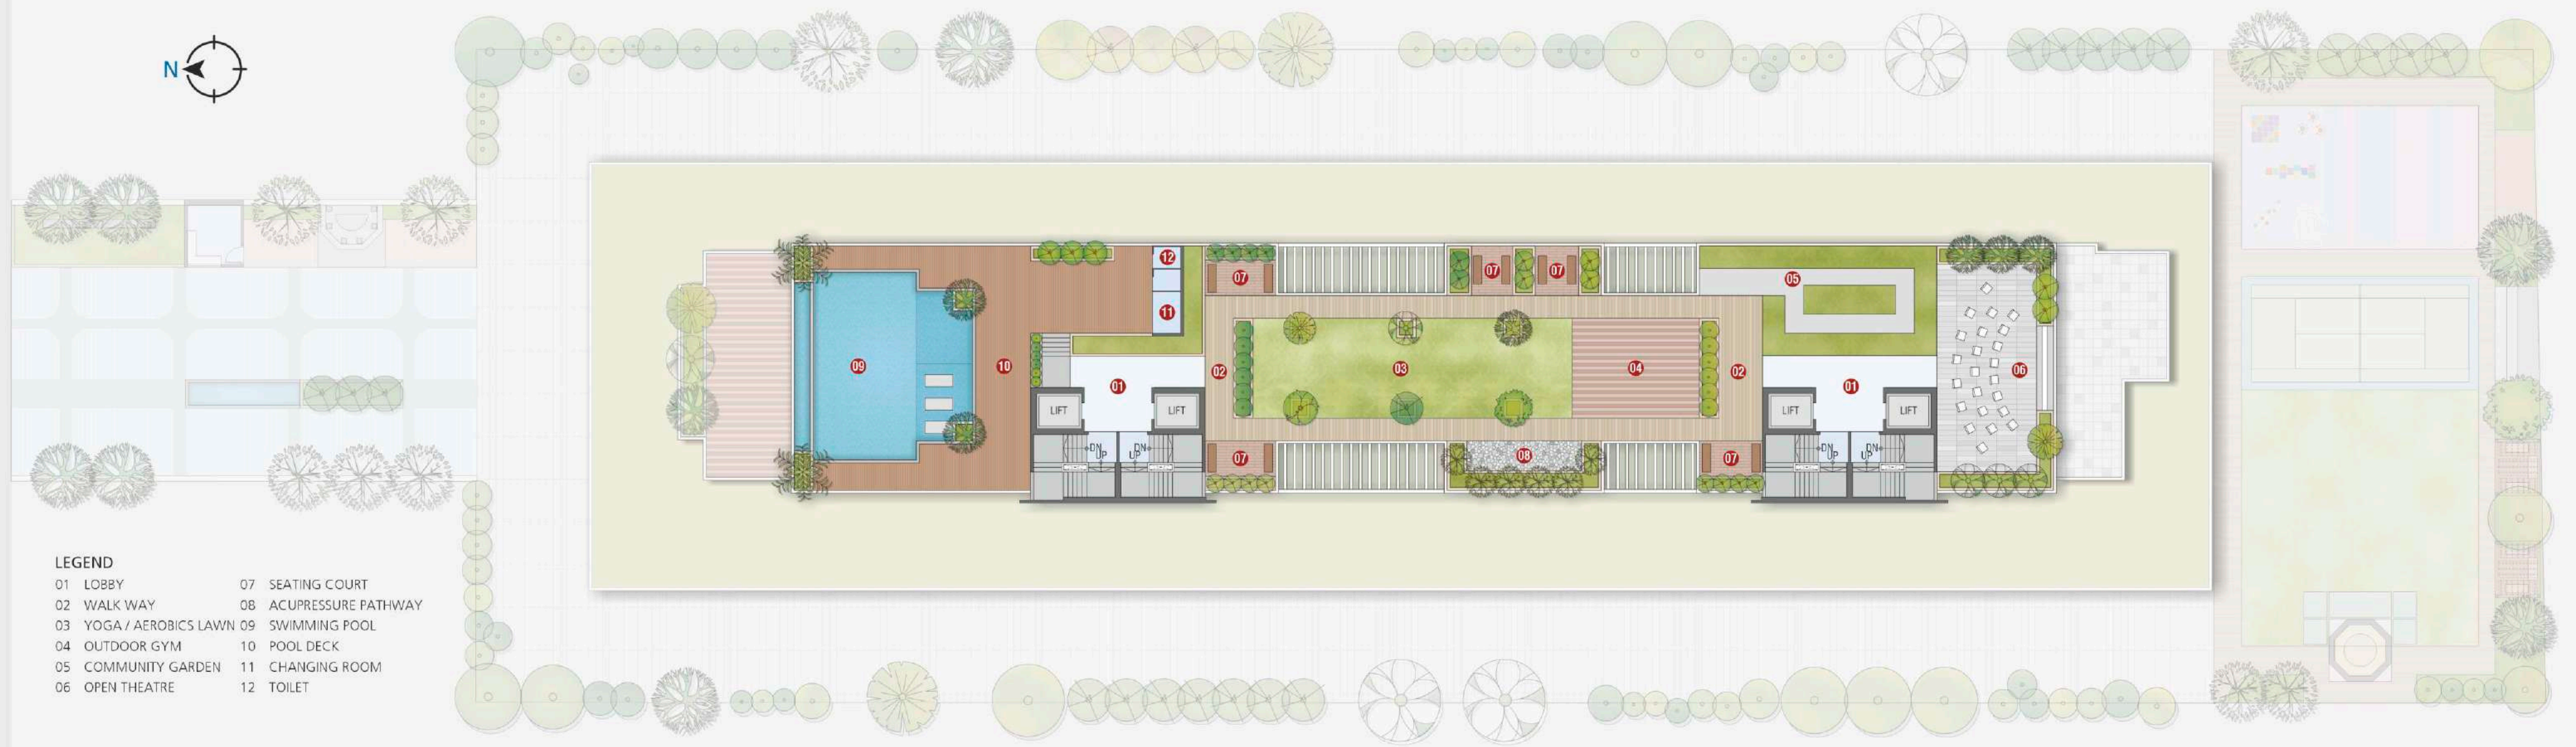 N
12
07
07
07
05
11
09
10
02
03
04
02
06
01
01
LIFT
LIFT
LIFT
LIFT
DN
UP
DN
UP
DN
UP
DN
UP
07
08
07
LEGEND
01 LOBBY
02 WALK WAY
03 YOGA / AEROBICS LAWN
04 OUTDOOR GYM
05 COMMUNITY GARDEN
06 OPEN THEATRE
07 SEATING COURT
08 ACUPRESSURE PATHWAY
09 SWIMMING POOL
10 POOL DECK
11 CHANGING ROOM
12 TOILET